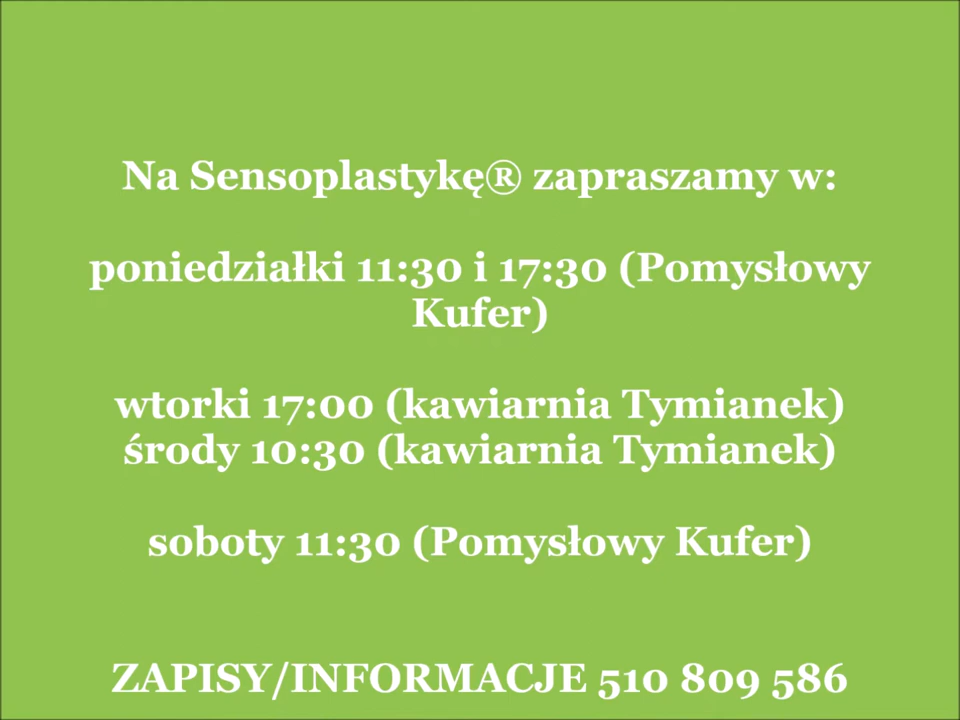 Na Sensoplastykę® zapraszamy w:
poniedziałki 11:30 i 17:30 (Pomysłowy
Kufer)
wtorki 17:00 (kawiarnia Tymianek)
środy 10:30 (kawiarnia Tymianek)
soboty 11:30 (Pomysłowy Kufer)
ZAPISY/INFORMACJE 510 809 586